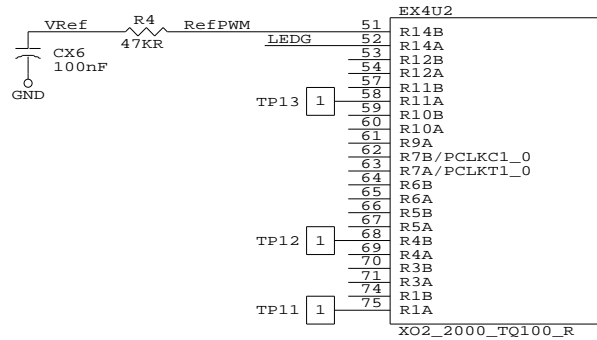 EX4U2
VRef R4 RefPWM 51 R14B
47KR LEDG 52 R14A
CX6 53 R12B
100nF 54 R12A
GND 57 R11B
TP13 1 58 R11A
59 R10B
60 R10A
61 R9A
62 R7B/PCLKC1_0
63 R7A/PCLKT1_0
64 R6B
65 R6A
66 R5B
67 R5A
TP12 1 68 R4B
69 R4A
70 R3B
71 R3A
74 R1B
TP11 1 75 R1A
XO2_2000_TQ100_R